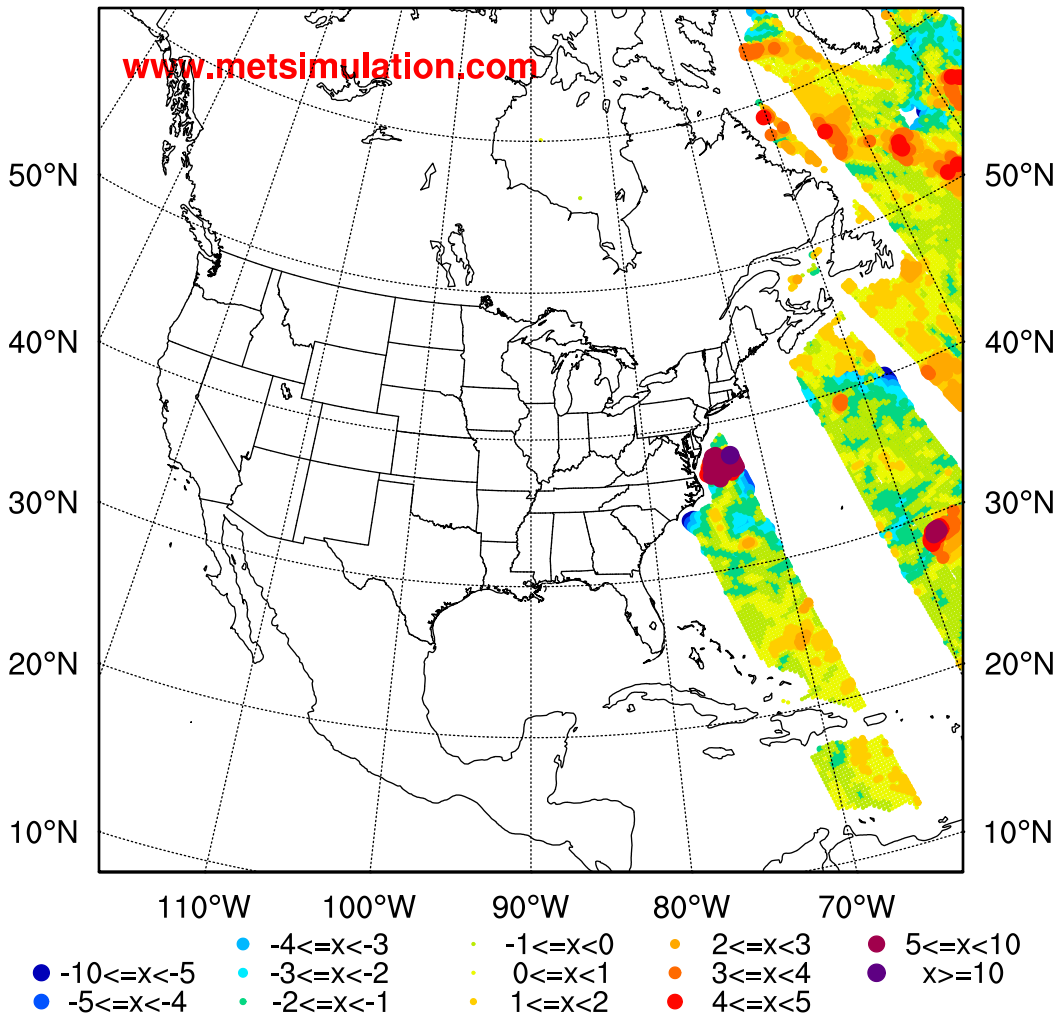 www.metsimulation.com
50°N 50°N
40°N 40°N
30°N 30°N
20°N 20°N
10°N 10°N
110°W 100°W 90°W 80°W 70°W
-4<=x<-3 -1<=x<0 2<=x<3 5<=x<10
-10<=x<-5 -3<=x<-2 0<=x<1 3<=x<4 x>=10
-5<=x<-4 -2<=x<-1 1<=x<2 4<=x<5